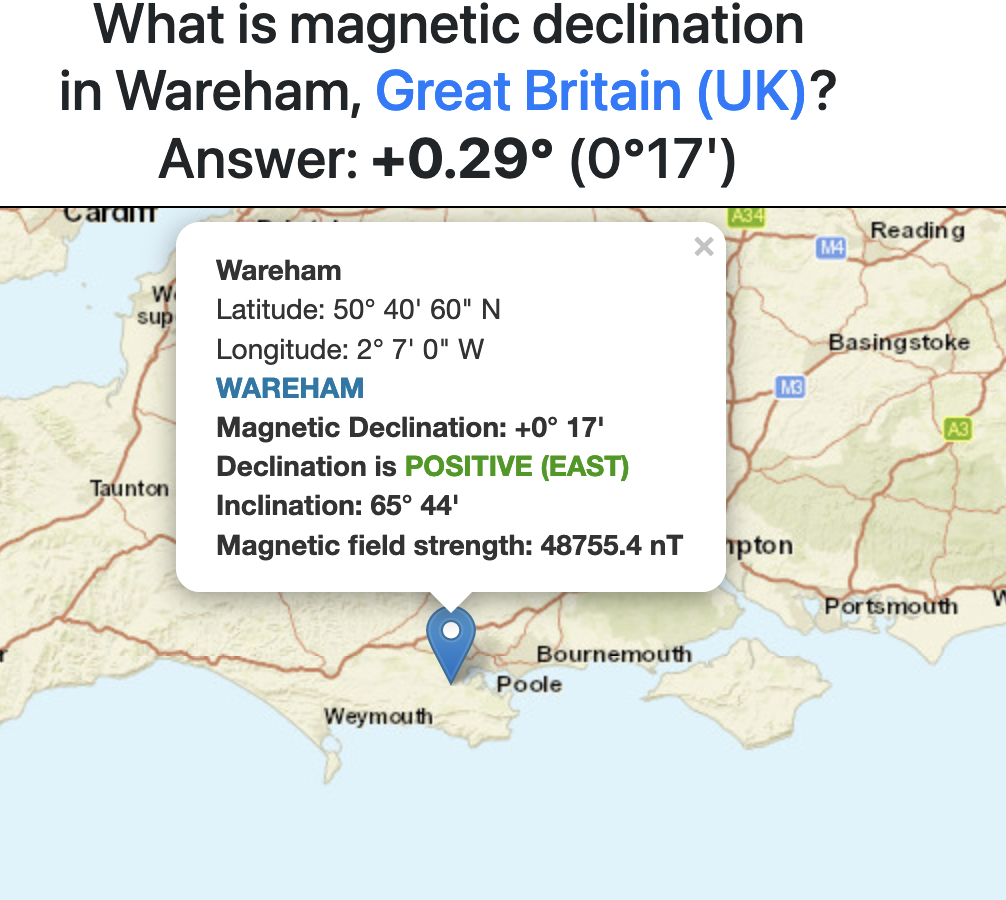 What is magnetic declination
in Wareham, Great Britain (UK)?
Answer: +0.29° (0°17')
Cardiff
A34
Reading
M4
×
Wareham
Latitude: 50° 40' 60" N
Longitude: 2° 7' 0" W
WAREHAM
Magnetic Declination: +0° 17'
Declination is POSITIVE (EAST)
Inclination: 65° 44'
Magnetic field strength: 48755.4 nT
Basingstoke
M3
A3
Taunton
Portsmouth
Bournemouth
Poole
Weymouth